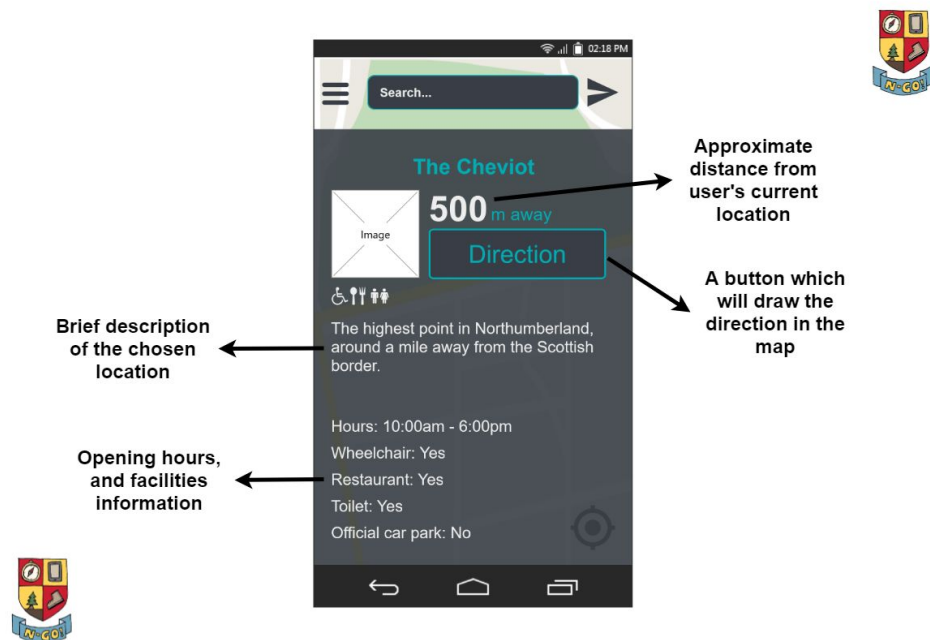 N-GO!
02:18 PM
Search...
The Cheviot
Image
500 m away
Direction
The highest point in Northumberland,
around a mile away from the Scottish
border.
Hours: 10:00am - 6:00pm
Wheelchair: Yes
Restaurant: Yes
Toilet: Yes
Official car park: No
Approximate
distance from
user's current
location
A button which
will draw the
direction in the
map
Brief description
of the chosen
location
Opening hours,
and facilities
information
N-GO!